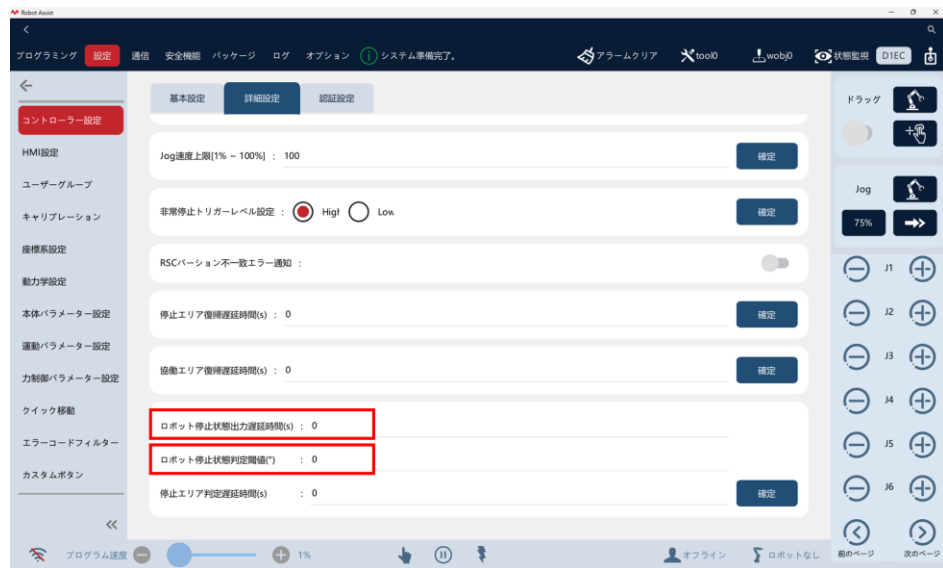 Robot Assist
プログラミング 設定 通信 安全機能 パッケージ ログ オプション システム準備完了. アラームクリア tool0 wobj0 状態監視 D1EC
基本設定 詳細設定 認証設定
コントローラー設定
HMI設定
ユーザーグループ
キャリブレーション
座標系設定
動力学設定
本体パラメーター設定
運動パラメーター設定
力制御パラメーター設定
クイック移動
エラーコードフィルター
カスタムボタン
Jog速度上限[1% ~ 100%] : 100 確定
非常停止トリガーレベル設定 : High Low 確定
RSCバージョン不一致エラー通知 :
停止エリア復帰遅延時間(s) : 0 確定
協働エリア復帰遅延時間(s) : 0 確定
ロボット停止状態出力遅延時間(s) : 0
ロボット停止状態判定閾値(°) : 0
停止エリア判定遅延時間(s) : 0 確定
ドラッグ
Jog
75%
J1
J2
J3
J4
J5
J6
前のページ 次のページ
プログラム速度 1% オフライン ロボットなし